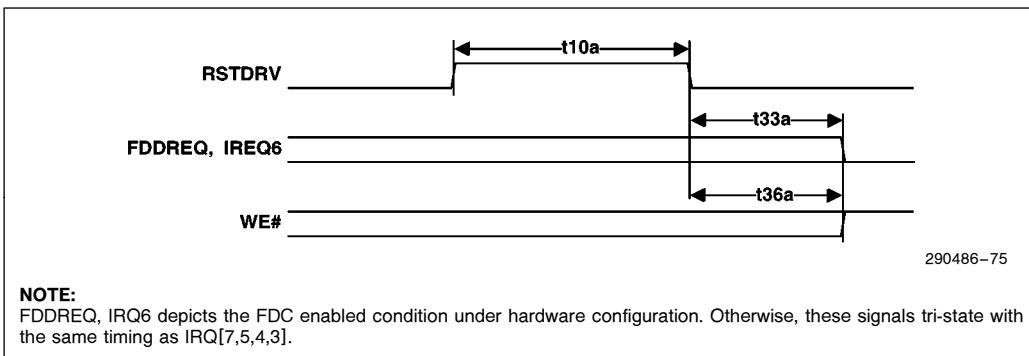 t10a
RSTDRV
t33a
FDDREQ, IREQ6
t36a
WE#
290486–75
NOTE:
FDDREQ, IRQ6 depicts the FDC enabled condition under hardware configuration. Otherwise, these signals tri-state with
the same timing as IRQ[7,5,4,3].